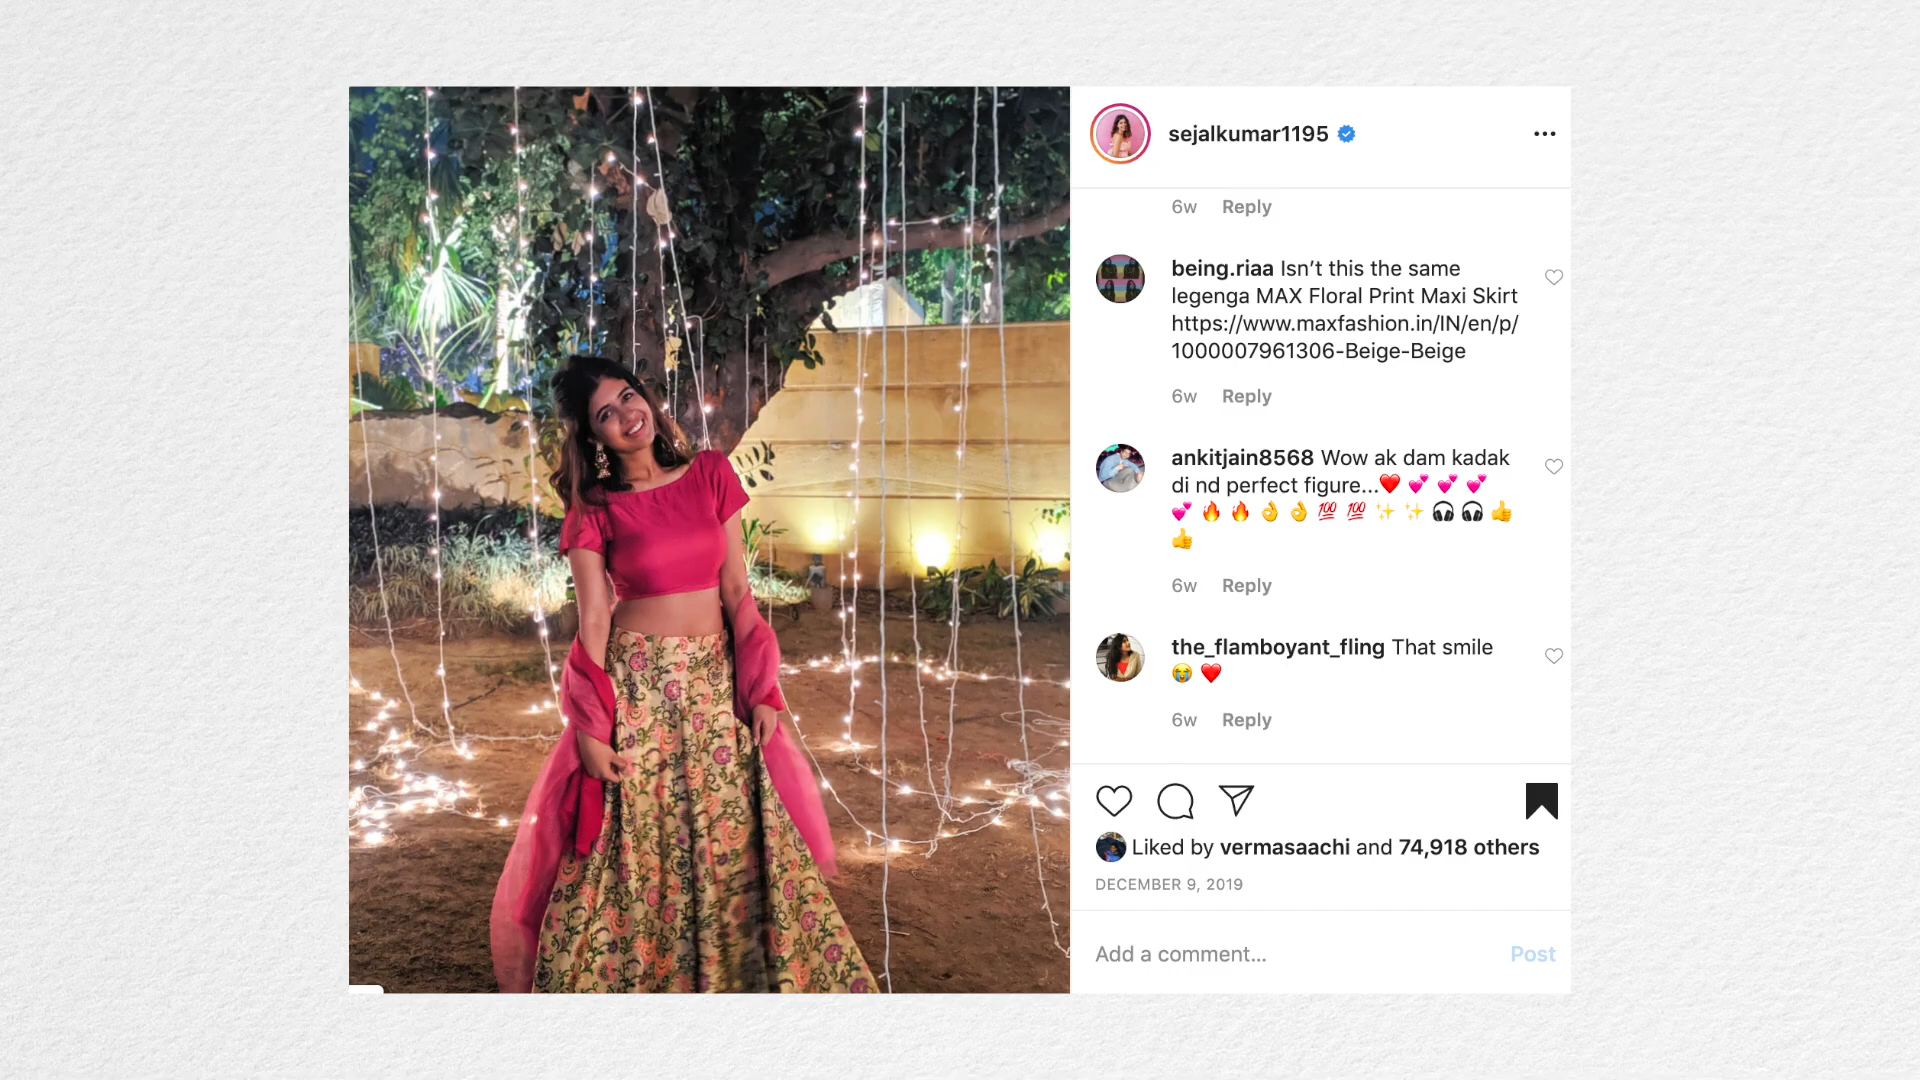 sejalkumar1195
6w Reply
being.riaa Isn’t this the same
legenga MAX Floral Print Maxi Skirt
https://www.maxfashion.in/IN/en/p/
1000007961306-Beige-Beige
6w Reply
ankitjain8568 Wow ak dam kadak
di nd perfect figure...❤️ 💕 💕 💕
💕 🔥 🔥 👌 👌 💯 💯 ✨ ✨ 🎧 🎧 👍
👍
6w Reply
the_flamboyant_fling That smile
😭 ❤️
6w Reply
Liked by vermasaachi and 74,918 others
DECEMBER 9, 2019
Add a comment... Post